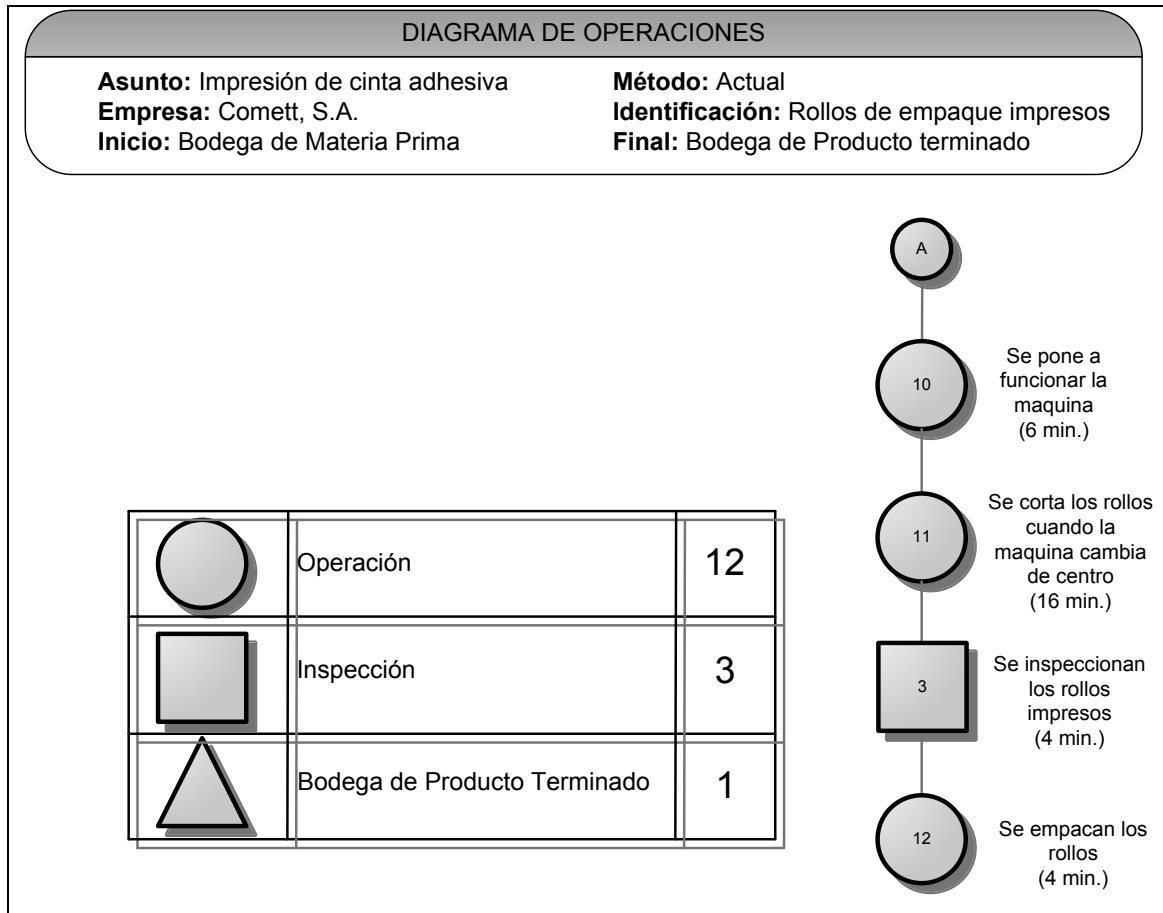 DIAGRAMA DE OPERACIONES
Asunto: Impresión de cinta adhesiva
Empresa: Comett, S.A.
Inicio: Bodega de Materia Prima
Método: Actual
Identificación: Rollos de empaque impresos
Final: Bodega de Producto terminado
A
10
Se pone a
funcionar la
maquina
(6 min.)
11
Se corta los rollos
cuando la
maquina cambia
de centro
(16 min.)
3
Se inspeccionan
los rollos
impresos
(4 min.)
12
Se empacan los
rollos
(4 min.)
Operación 12
Inspección 3
Bodega de Producto Terminado 1